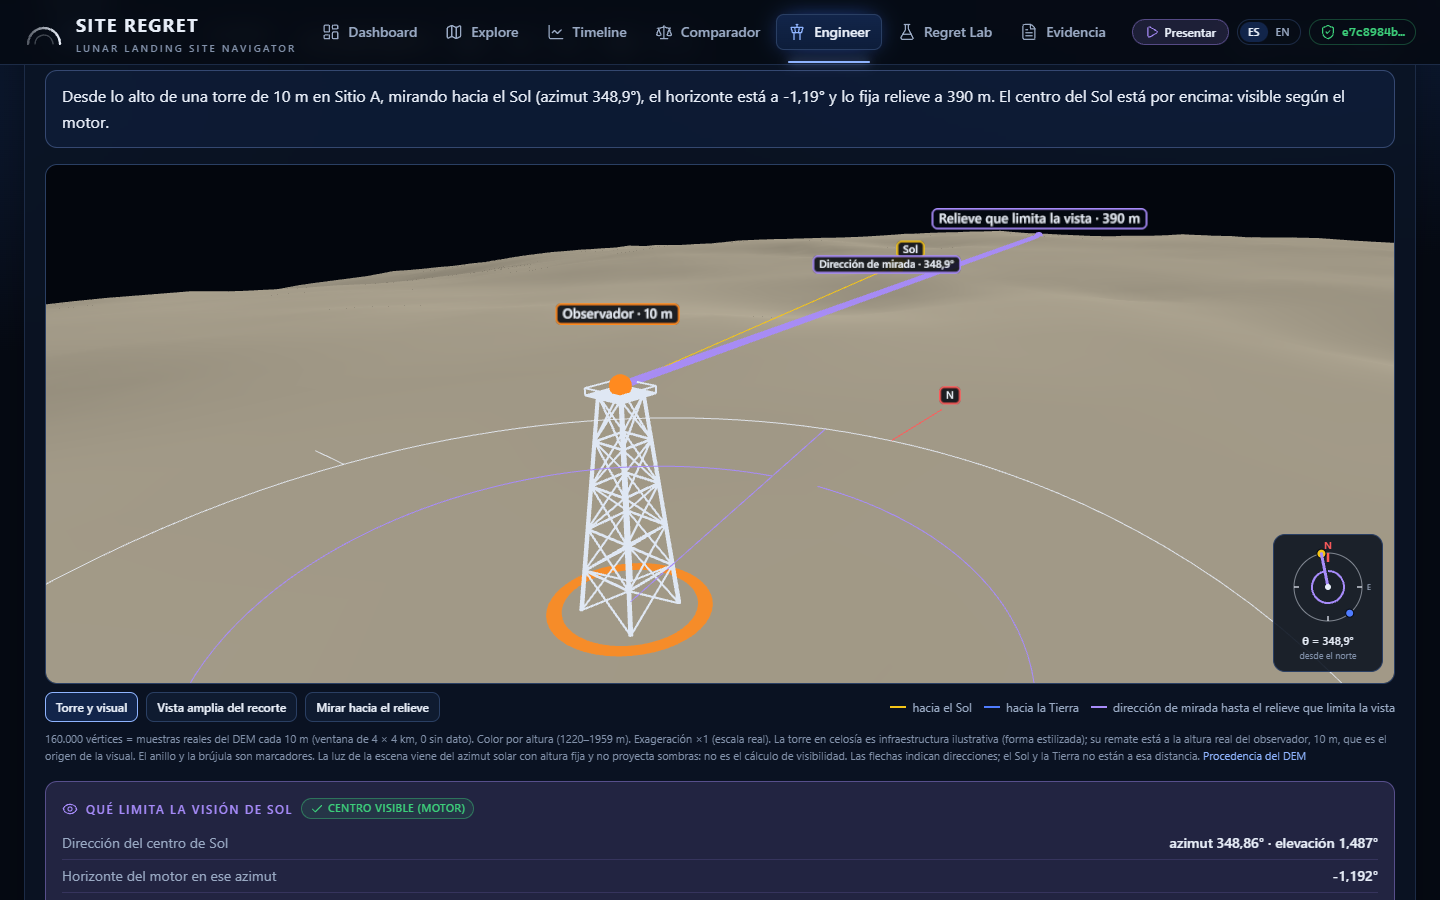 SITE REGRET
LUNAR LANDING SITE NAVIGATOR
Dashboard
Explore
Timeline
Comparador
Engineer
Regret Lab
Evidencia
Presentar
ES
EN
e7c8984b…
Desde lo alto de una torre de 10 m en Sitio A, mirando hacia el Sol (azimut 348,9°), el horizonte está a -1,19° y lo fija relieve a 390 m. El centro del Sol está por encima: visible según el
motor.
Relieve que limita la vista · 390 m
Sol
Dirección de mirada · 348,9°
Observador · 10 m
N
N
E
θ = 348,9°
desde el norte
Torre y visual
Vista amplia del recorte
Mirar hacia el relieve
hacia el Sol
hacia la Tierra
dirección de mirada hasta el relieve que limita la vista
160.000 vértices = muestras reales del DEM cada 10 m (ventana de 4 × 4 km, 0 sin dato). Color por altura (1220–1959 m). Exageración ×1 (escala real). La torre en celosía es infraestructura ilustrativa (forma estilizada); su remate está a la altura real del observador, 10 m, que es el
origen de la visual. El anillo y la brújula son marcadores. La luz de la escena viene del azimut solar con altura fija y no proyecta sombras: no es el cálculo de visibilidad. Las flechas indican direcciones; el Sol y la Tierra no están a esa distancia. Procedencia del DEM
QUÉ LIMITA LA VISIÓN DE SOL
CENTRO VISIBLE (MOTOR)
Dirección del centro de Sol
azimut 348,86° · elevación 1,487°
Horizonte del motor en ese azimut
-1,192°